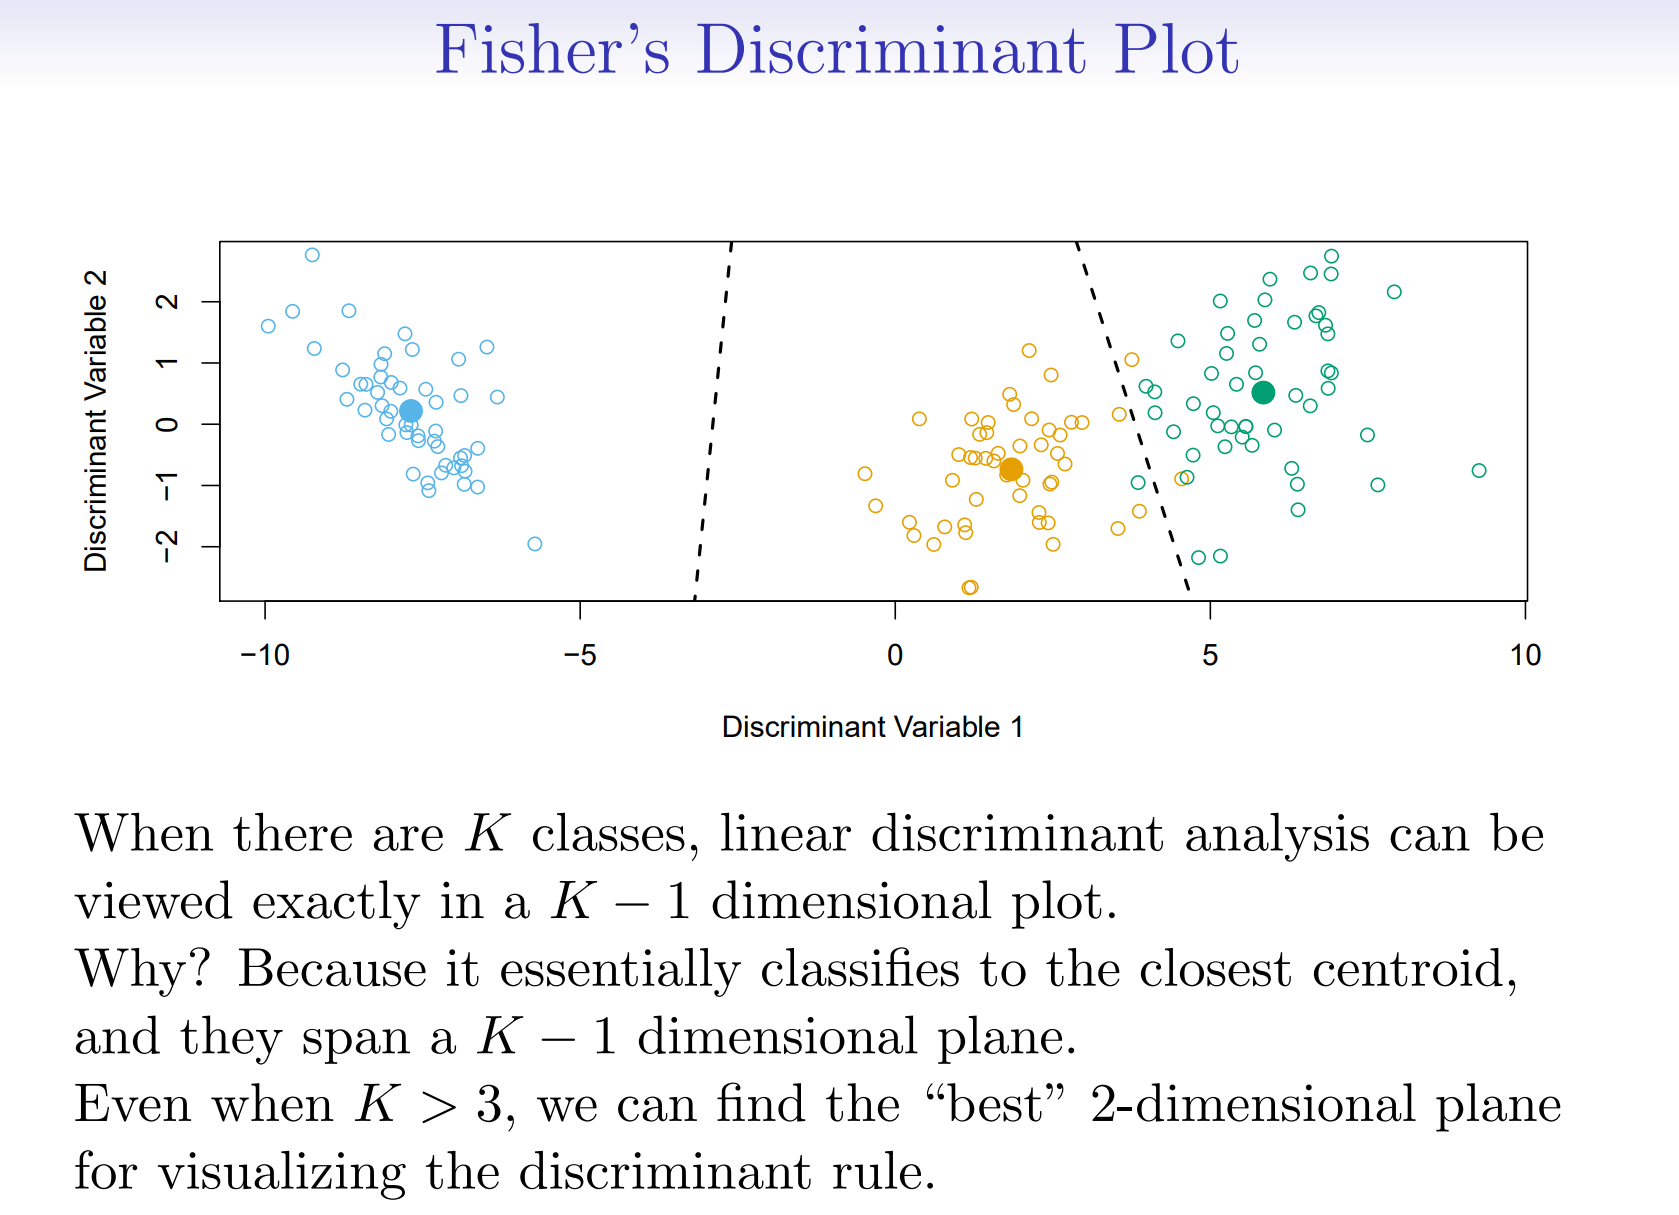 Fisher's Discriminant Plot
Discriminant Variable 2
2
1
0
−1
−2
−10 −5 0 5 10
Discriminant Variable 1
When there are K classes, linear discriminant analysis can be
viewed exactly in a K − 1 dimensional plot.
Why? Because it essentially classifies to the closest centroid,
and they span a K − 1 dimensional plane.
Even when K > 3, we can find the “best” 2-dimensional plane
for visualizing the discriminant rule.